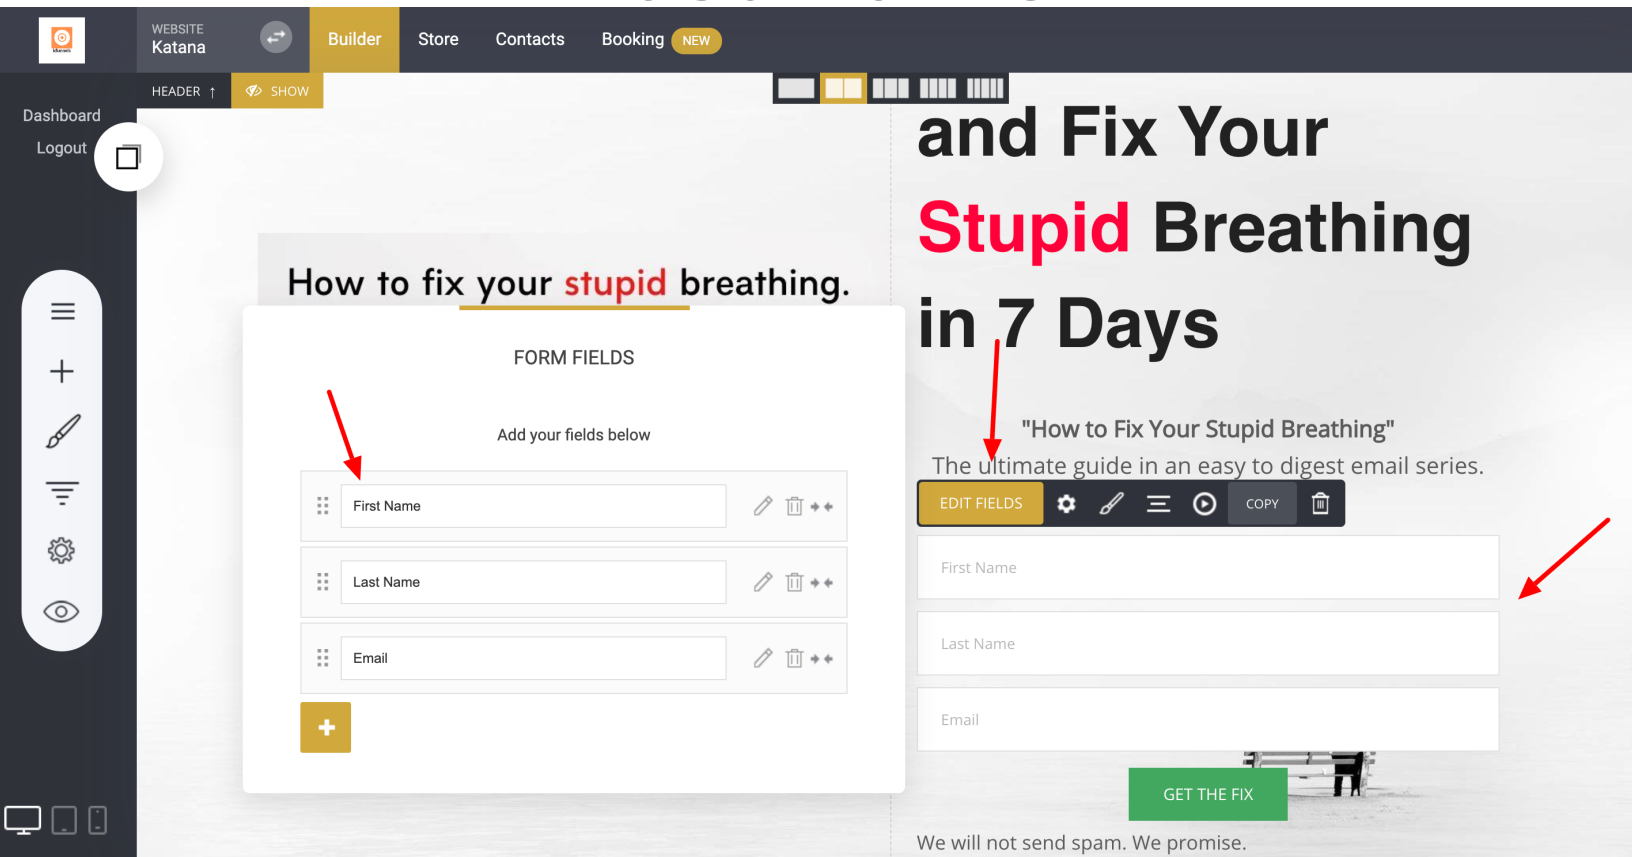 WEBSITE
Katana
Builder
Store
Contacts
Booking NEW
HEADER ↑
SHOW
Dashboard
Logout
and Fix Your
Stupid Breathing
in 7 Days
How to fix your stupid breathing.
FORM FIELDS
Add your fields below
First Name
Last Name
Email
"How to Fix Your Stupid Breathing"
The ultimate guide in an easy to digest email series.
EDIT FIELDS
COPY
First Name
Last Name
Email
GET THE FIX
We will not send spam. We promise.